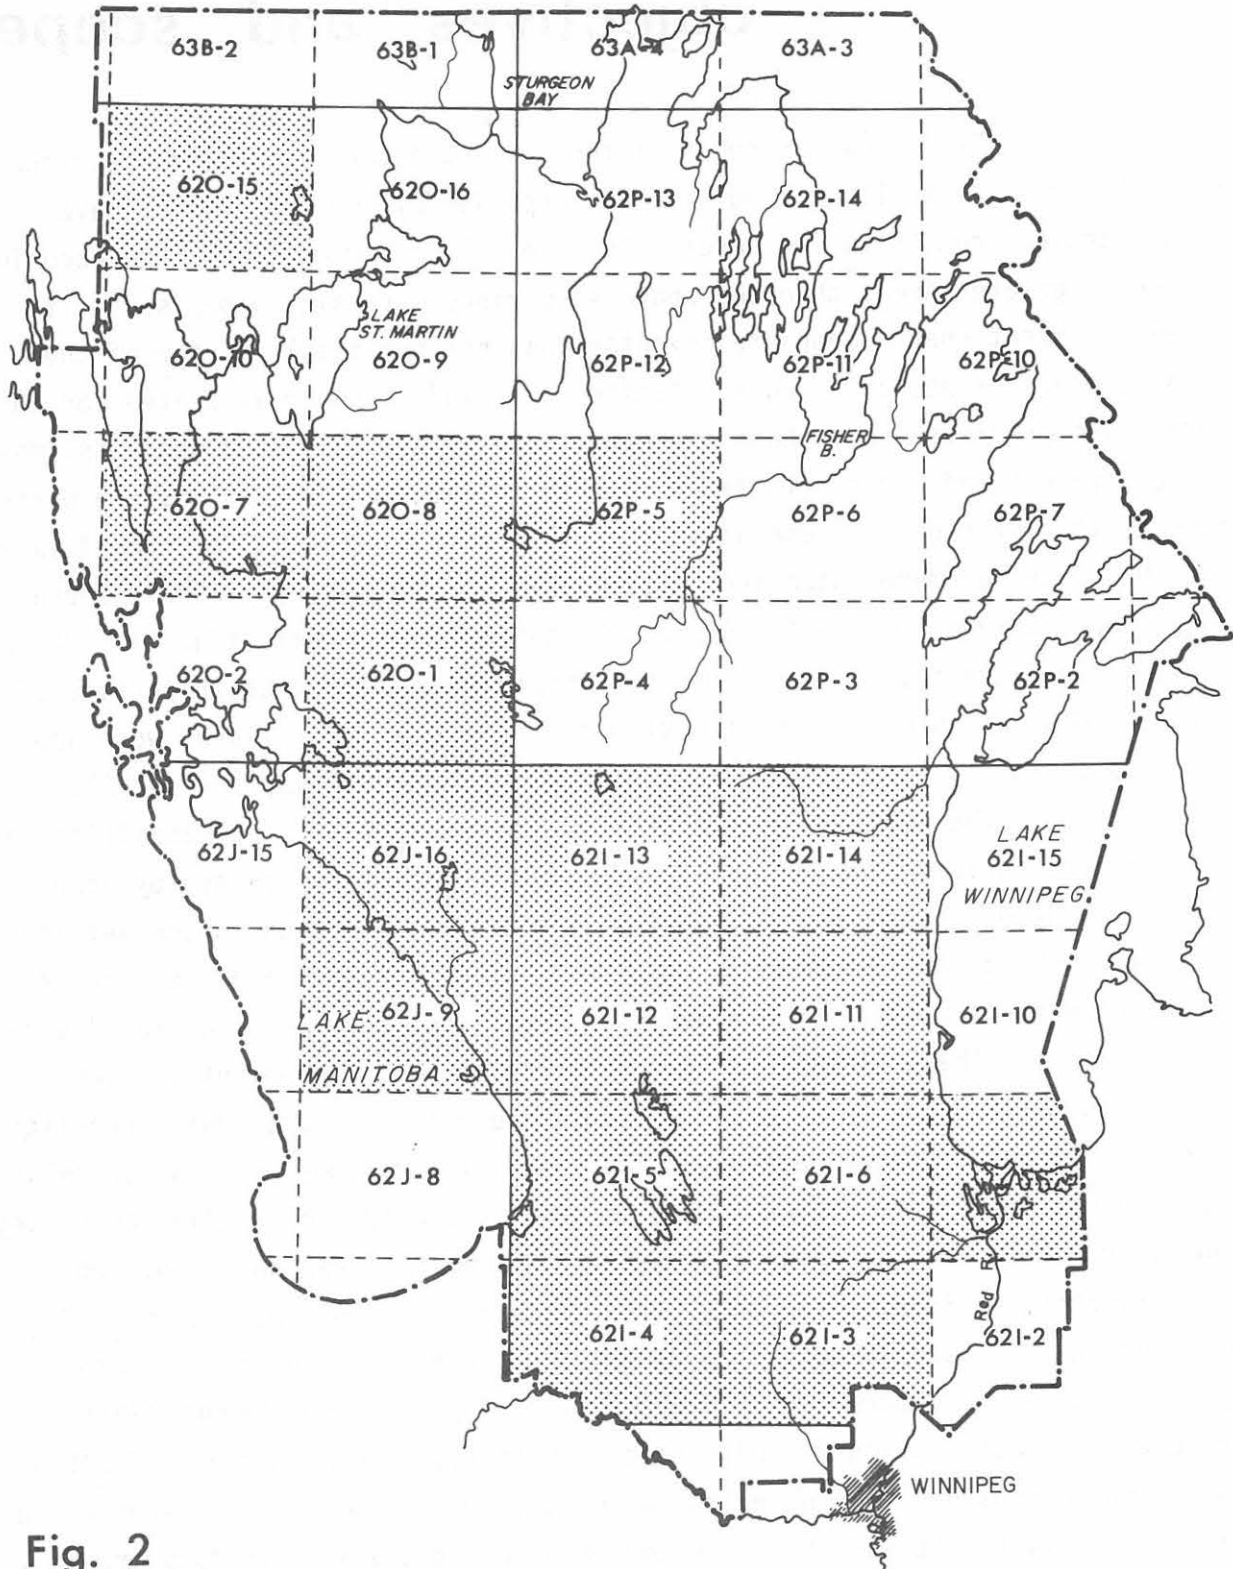 63B-2 63B-1 63A-4 63A-3
STURGEON
BAY
62O-15 62O-16 62P-13 62P-14
LAKE
ST. MARTIN
62O-10 62O-9 62P-12 62P-11 62P-10
FISHER
B.
62O-7 62O-8 62P-5 62P-6 62P-7
62O-2 62O-1 62P-4 62P-3 62P-2
LAKE
62J-15 62J-16 62I-13 62I-14 62I-15
WINNIPEG
62J-9 62I-12 62I-11 62I-10
LAKE
MANITOBA
62J-8 62I-5 62I-6
Red R.
62I-4 62I-3 62I-2
WINNIPEG
Fig. 2